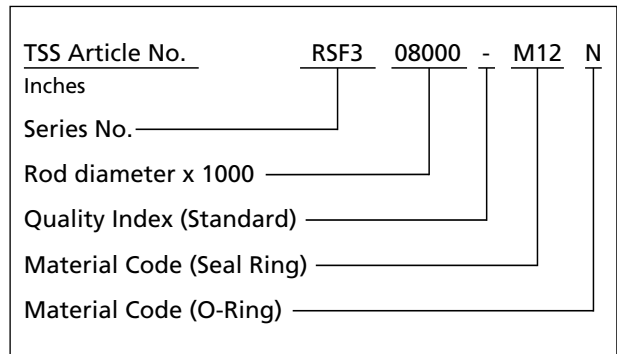 TSS Article No. RSF3 08000 - M12 N
Inches
Series No.
Rod diameter x 1000
Quality Index (Standard)
Material Code (Seal Ring)
Material Code (O-Ring)